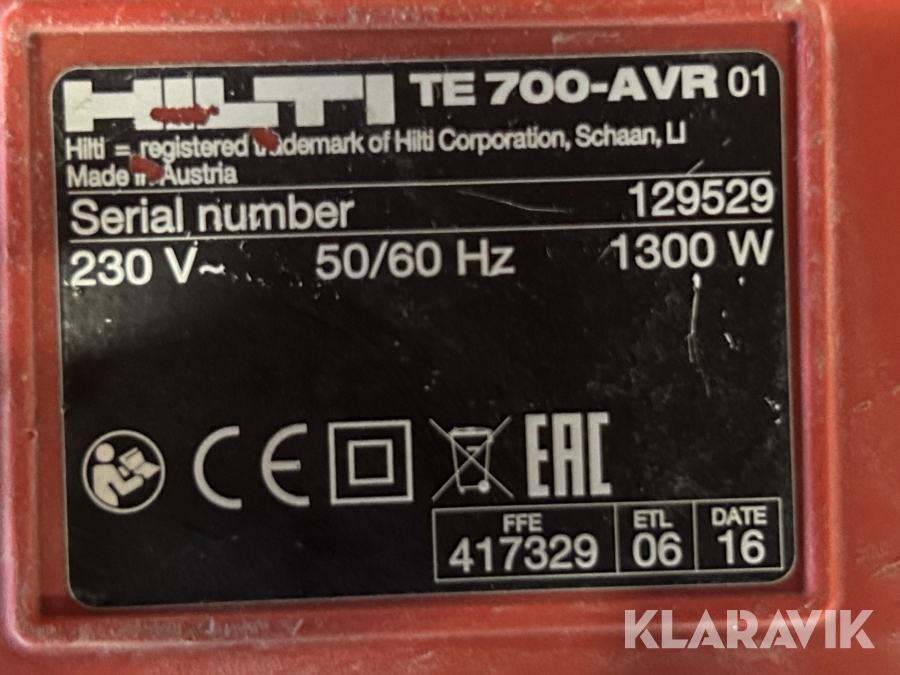 HILTI TE 700-AVR 01
Hilti = registered trademark of Hilti Corporation, Schaan, LI
Made in Austria
Serial number 129529
230 V~ 50/60 Hz 1300 W
CE EAC
FFE ETL DATE
417329 06 16
KLARAVIK